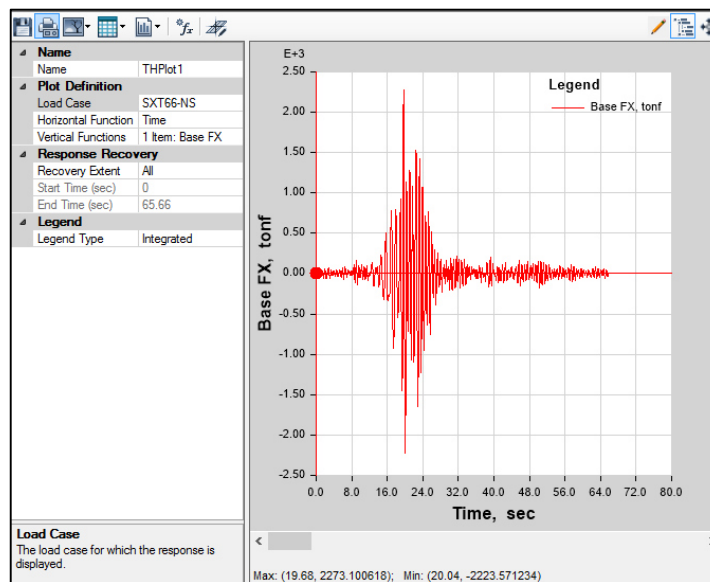 fx
Name
Name THPlot1
Plot Definition
Load Case SXT66-NS
Horizontal Function Time
Vertical Functions 1 Item: Base FX
Response Recovery
Recovery Extent All
Start Time (sec) 0
End Time (sec) 65.66
Legend
Legend Type Integrated
Load Case
The load case for which the response is
displayed.
E+3
2.50
2.00
1.50
1.00
0.50
0.00
-0.50
-1.00
-1.50
-2.00
-2.50
Base FX, tonf
Legend
Base FX, tonf
0.0 8.0 16.0 24.0 32.0 40.0 48.0 56.0 64.0 72.0 80.0
Time, sec
Max: (19.68, 2273.100618); Min: (20.04, -2223.571234)